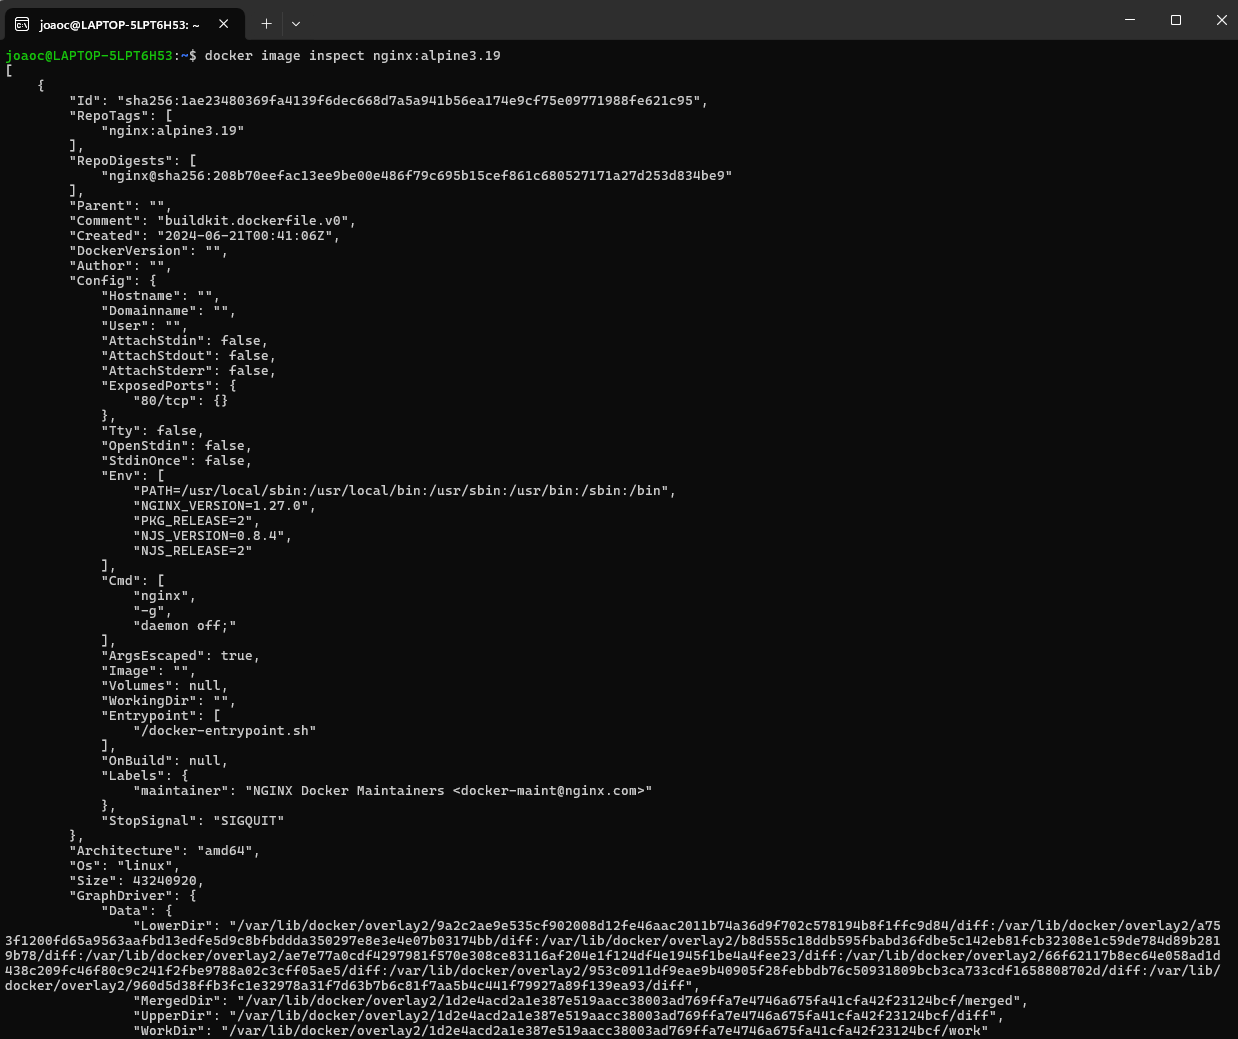 joaoc@LAPTOP-5LPT6H53: ~
joaoc@LAPTOP-5LPT6H53:~$ docker image inspect nginx:alpine3.19
[
    {
        "Id": "sha256:1ae23480369fa4139f6dec668d7a5a941b56ea174e9cf75e09771988fe621c95",
        "RepoTags": [
            "nginx:alpine3.19"
        ],
        "RepoDigests": [
            "nginx@sha256:208b70eefac13ee9be00e486f79c695b15cef861c680527171a27d253d834be9"
        ],
        "Parent": "",
        "Comment": "buildkit.dockerfile.v0",
        "Created": "2024-06-21T00:41:06Z",
        "DockerVersion": "",
        "Author": "",
        "Config": {
            "Hostname": "",
            "Domainname": "",
            "User": "",
            "AttachStdin": false,
            "AttachStdout": false,
            "AttachStderr": false,
            "ExposedPorts": {
                "80/tcp": {}
            },
            "Tty": false,
            "OpenStdin": false,
            "StdinOnce": false,
            "Env": [
                "PATH=/usr/local/sbin:/usr/local/bin:/usr/sbin:/usr/bin:/sbin:/bin",
                "NGINX_VERSION=1.27.0",
                "PKG_RELEASE=2",
                "NJS_VERSION=0.8.4",
                "NJS_RELEASE=2"
            ],
            "Cmd": [
                "nginx",
                "-g",
                "daemon off;"
            ],
            "ArgsEscaped": true,
            "Image": "",
            "Volumes": null,
            "WorkingDir": "",
            "Entrypoint": [
                "/docker-entrypoint.sh"
            ],
            "OnBuild": null,
            "Labels": {
                "maintainer": "NGINX Docker Maintainers <docker-maint@nginx.com>"
            },
            "StopSignal": "SIGQUIT"
        },
        "Architecture": "amd64",
        "Os": "linux",
        "Size": 43240920,
        "GraphDriver": {
            "Data": {
                "LowerDir": "/var/lib/docker/overlay2/9a2c2ae9e535cf902008d12fe46aac2011b74a36d9f702c578194b8f1ffc9d84/diff:/var/lib/docker/overlay2/a75
3f1200fd65a9563aafbd13edfe5d9c8bfbddda350297e8e3e4e07b03174bb/diff:/var/lib/docker/overlay2/b8d555c18ddb595fbabd36fdbe5c142eb81fcb32308e1c59de784d89b281
9b78/diff:/var/lib/docker/overlay2/ae7e77a0cdf4297981f570e308ce83116af204e1f124df4e1945f1be4a4fee23/diff:/var/lib/docker/overlay2/66f62117b8ec64e058ad1d
438c209fc46f80c9c241f2fbe9788a02c3cff05ae5/diff:/var/lib/docker/overlay2/953c0911df9eae9b40905f28febbdb76c50931809bcb3ca733cdf1658808702d/diff:/var/lib/
docker/overlay2/960d5d38ffb3fc1e32978a31f7d63b7b6c81f7aa5b4c441f79927a89f139ea93/diff",
                "MergedDir": "/var/lib/docker/overlay2/1d2e4acd2a1e387e519aacc38003ad769ffa7e4746a675fa41cfa42f23124bcf/merged",
                "UpperDir": "/var/lib/docker/overlay2/1d2e4acd2a1e387e519aacc38003ad769ffa7e4746a675fa41cfa42f23124bcf/diff",
                "WorkDir": "/var/lib/docker/overlay2/1d2e4acd2a1e387e519aacc38003ad769ffa7e4746a675fa41cfa42f23124bcf/work"